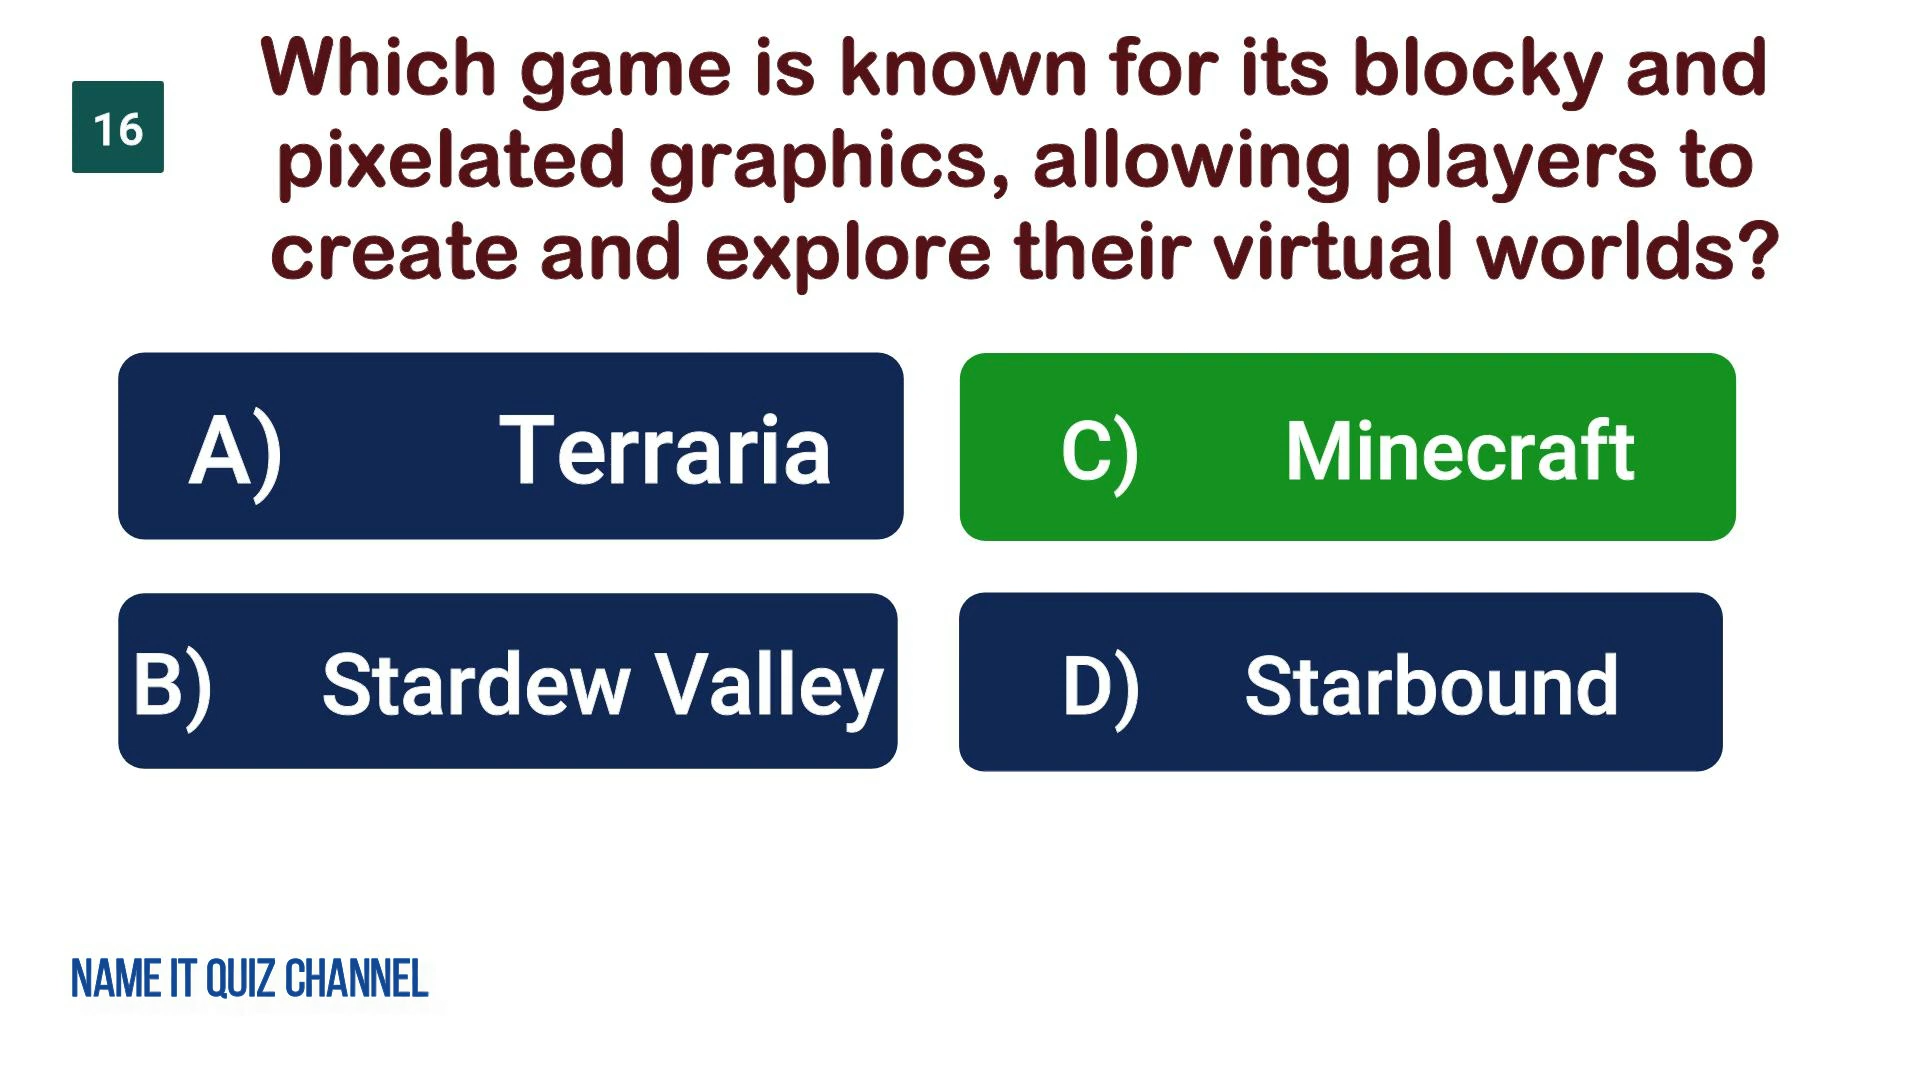 16
Which game is known for its blocky and
pixelated graphics, allowing players to
create and explore their virtual worlds?
A) Terraria
C) Minecraft
B) Stardew Valley
D) Starbound
NAME IT QUIZ CHANNEL